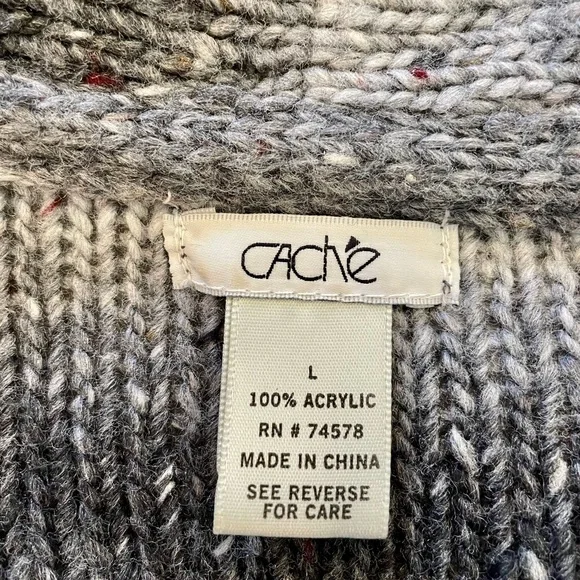 CACHé
L
100% ACRYLIC
RN # 74578
MADE IN CHINA
SEE REVERSE
FOR CARE